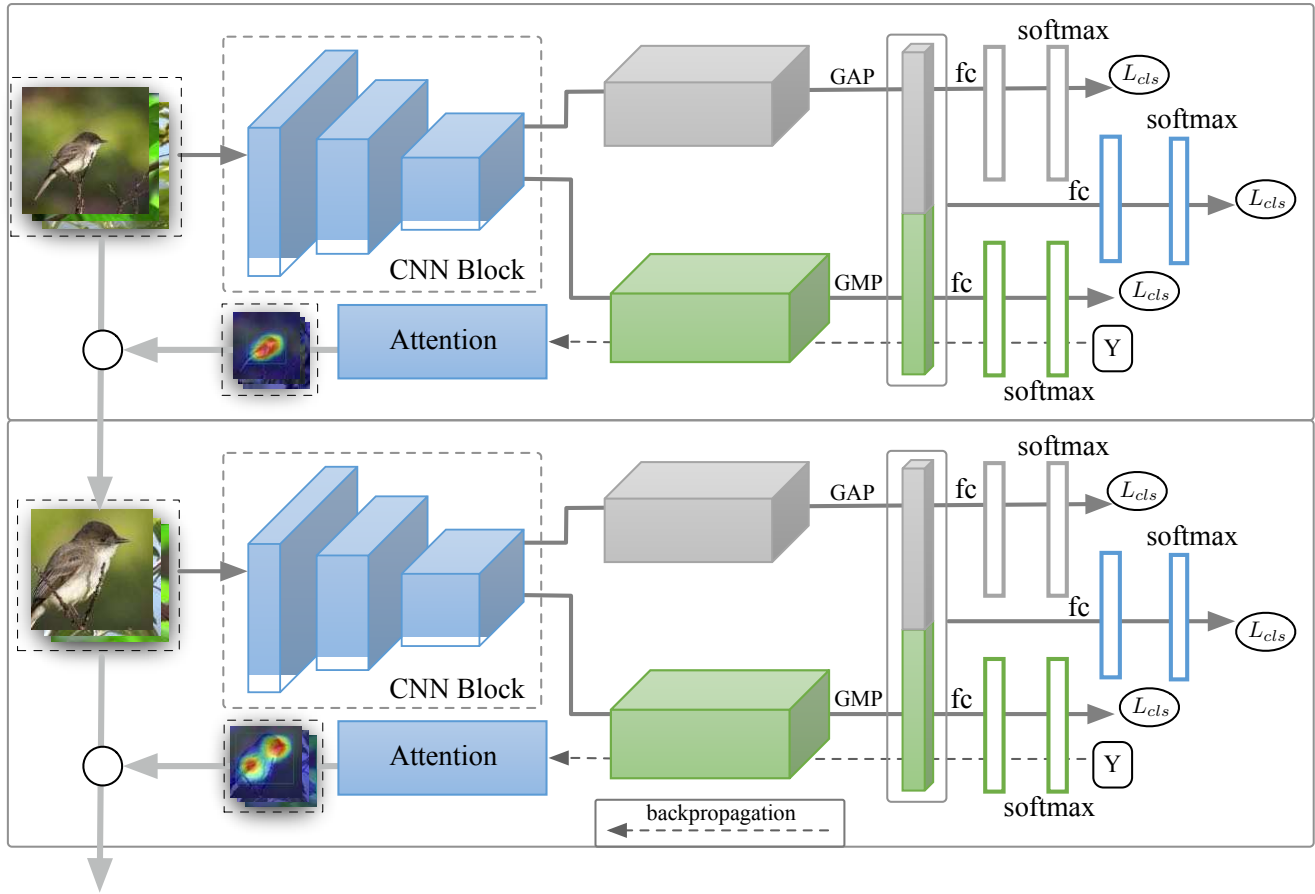 softmax
GAP
fc
L_cls
softmax
fc
L_cls
CNN Block
GMP
fc
L_cls
Attention
Y
softmax
softmax
GAP
fc
L_cls
softmax
fc
L_cls
CNN Block
GMP
fc
L_cls
Attention
Y
softmax
backpropagation